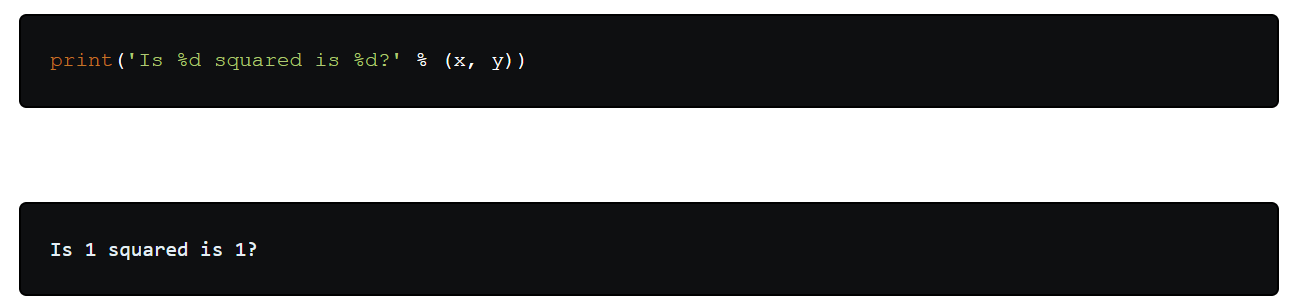 print('Is %d squared is %d?' % (x, y))
Is 1 squared is 1?